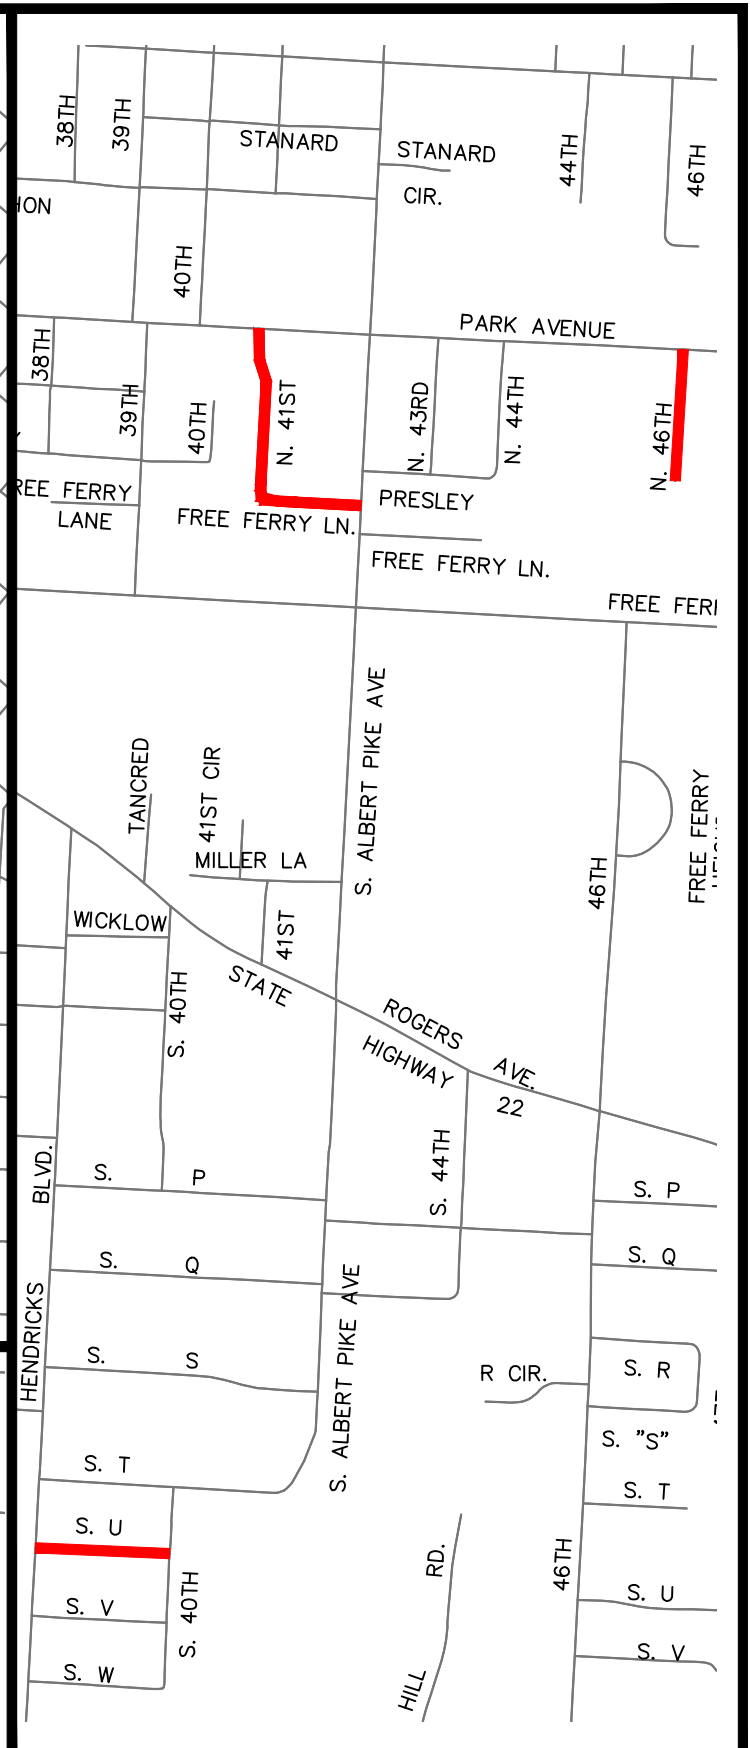 38TH
39TH
STANARD
STANARD
CIR.
44TH
46TH
40TH
PARK AVENUE
38TH
39TH
40TH
N. 41ST
N. 43RD
N. 44TH
N. 46TH
FERRY
LANE
FREE FERRY LN.
PRESLEY
FREE FERRY LN.
FREE
TANCRED
41ST CIR
MILLER LA
S. ALBERT PIKE AVE
46TH
FREE FERRY
WICKLOW
41ST
S. 40TH
STATE
HIGHWAY
22
ROGERS
AVE.
S. 44TH
BLVD.
HENDRICKS
S. P
S. P
S. Q
S. Q
S. ALBERT PIKE AVE
S. S
R CIR.
S. R
S. "S"
S. T
S. T
S. U
46TH
S. 40TH
RD.
HILL
S. U
S. V
S. V
S. W